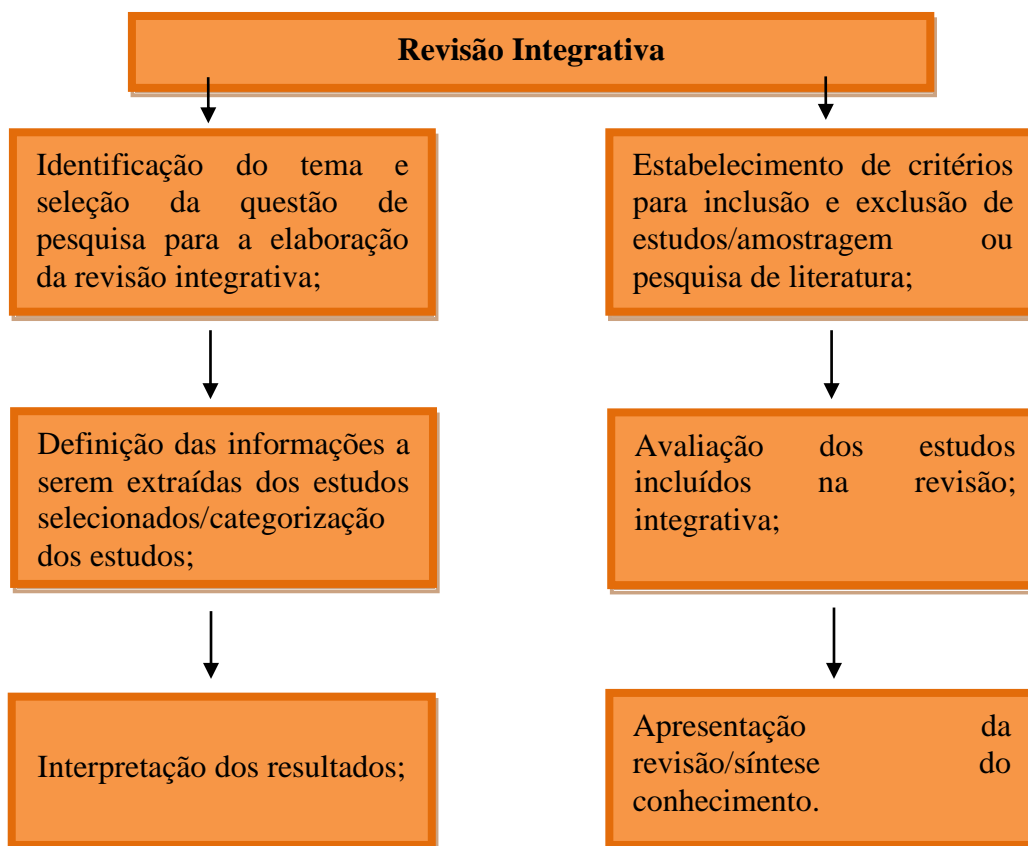 Revisão Integrativa
Identificação do tema e
seleção da questão de
pesquisa para a elaboração
da revisão integrativa;
Estabelecimento de critérios
para inclusão e exclusão de
estudos/amostragem ou
pesquisa de literatura;
Definição das informações a
serem extraídas dos estudos
selecionados/categorização
dos estudos;
Avaliação dos estudos
incluídos na revisão;
integrativa;
Interpretação dos resultados;
Apresentação da
revisão/síntese do
conhecimento.